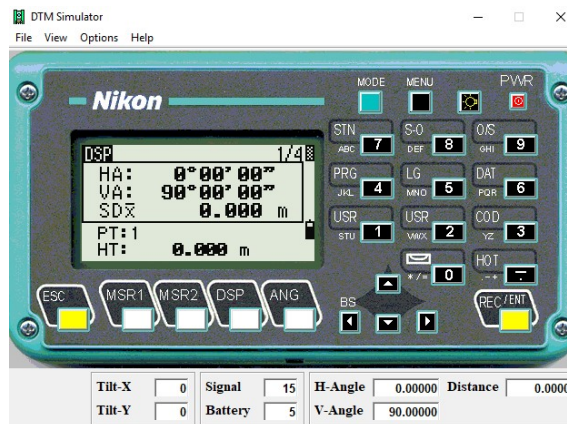 DTM Simulator
File View Options Help
MODE MENU PWR
Nikon
STN ABC 7 S-O DEF 8 O/S GHI 9
DSP 1/4
HA: 0°00'00"
VA: 90°00'00"
SDx̄ 0.000 m
PT:1
HT: 0.000 m
PRG JKL 4 LG MNO 5 DAT PQR 6
USR STU 1 USR VWX 2 COD YZ 3
*/= 0 HOT -+ .
ESC MSR1 MSR2 DSP ANG BS REC/ENT
Tilt-X 0 Signal 15 H-Angle 0.00000 Distance 0.0000
Tilt-Y 0 Battery 5 V-Angle 90.00000